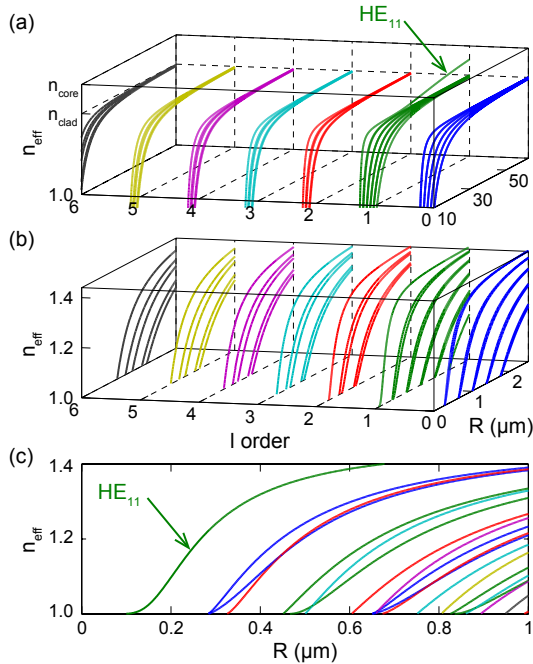 (a)
HE11
ncore
nclad
neff
1.0
6 5 4 3 2 1 0
10 30 50
(b)
1.4
1.2
1.0
neff
6 5 4 3 2 1 0
l order
0 1 2
R (μm)
(c)
HE11
1.4
1.2
1.0
neff
0 0.2 0.4 0.6 0.8 1
R (μm)